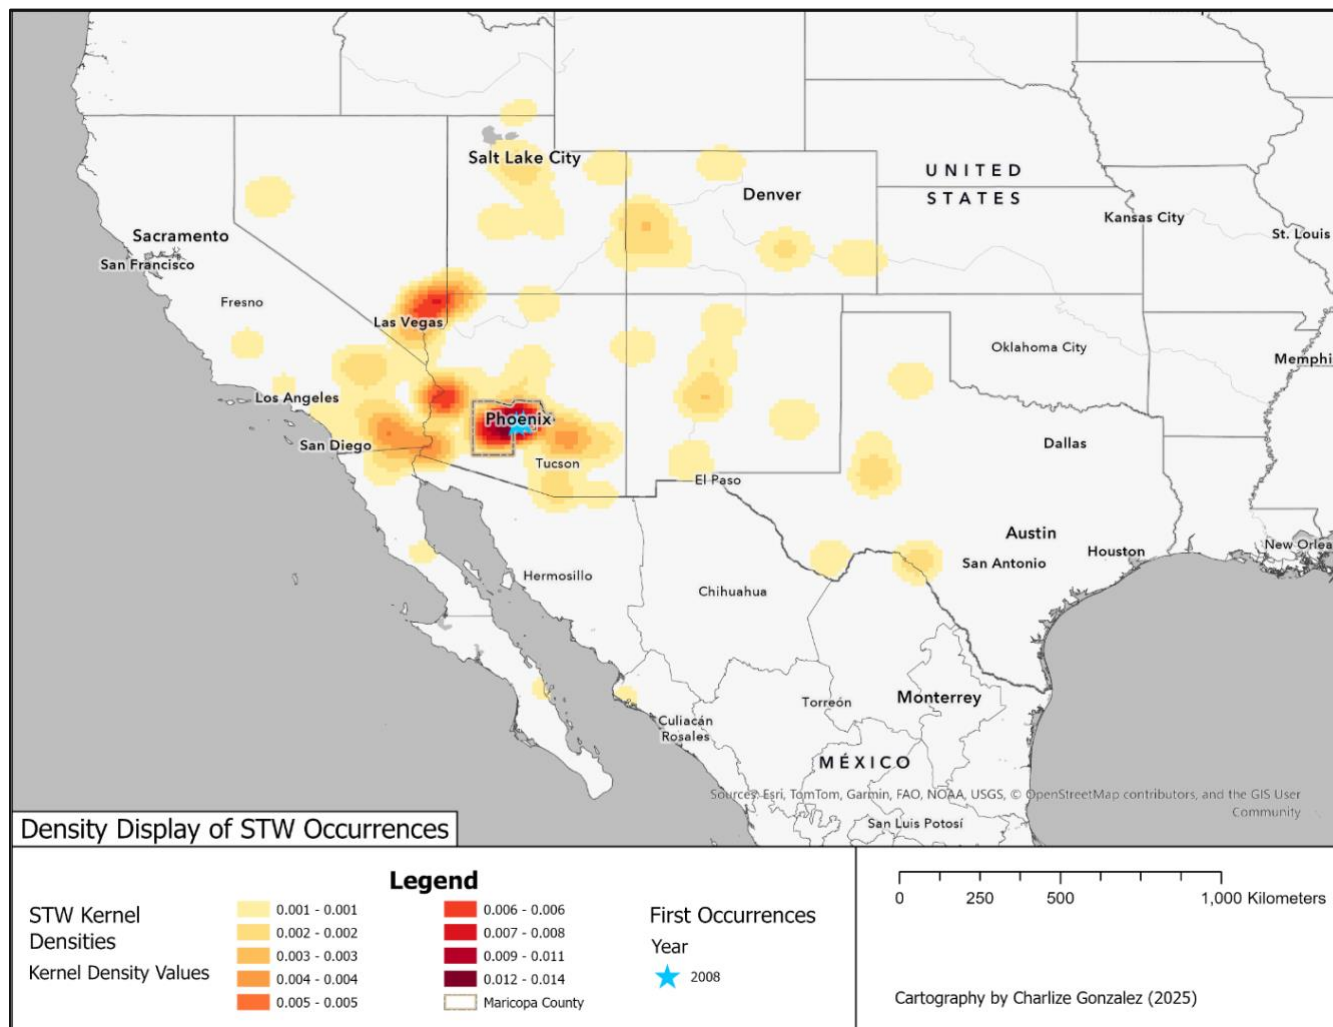 Salt Lake City
UNITED
STATES
Denver
Kansas City
St. Louis
Sacramento
San Francisco
Fresno
Las Vegas
Oklahoma City
Memphi
Los Angeles
Phoenix
San Diego
Dallas
Tucson
El Paso
Austin
Houston
New Orlea
San Antonio
Hermosillo
Chihuahua
Monterrey
Torreón
Culiacán
Rosales
MÉXICO
Sources: Esri, TomTom, Garmin, FAO, NOAA, USGS, © OpenStreetMap contributors, and the GIS User
Community
San Luis Potosí
Density Display of STW Occurrences
Legend
STW Kernel
Densities
Kernel Density Values
0.001 - 0.001
0.002 - 0.002
0.003 - 0.003
0.004 - 0.004
0.005 - 0.005
0.006 - 0.006
0.007 - 0.008
0.009 - 0.011
0.012 - 0.014
Maricopa County
First Occurrences
Year
2008
0 250 500 1,000 Kilometers
Cartography by Charlize Gonzalez (2025)